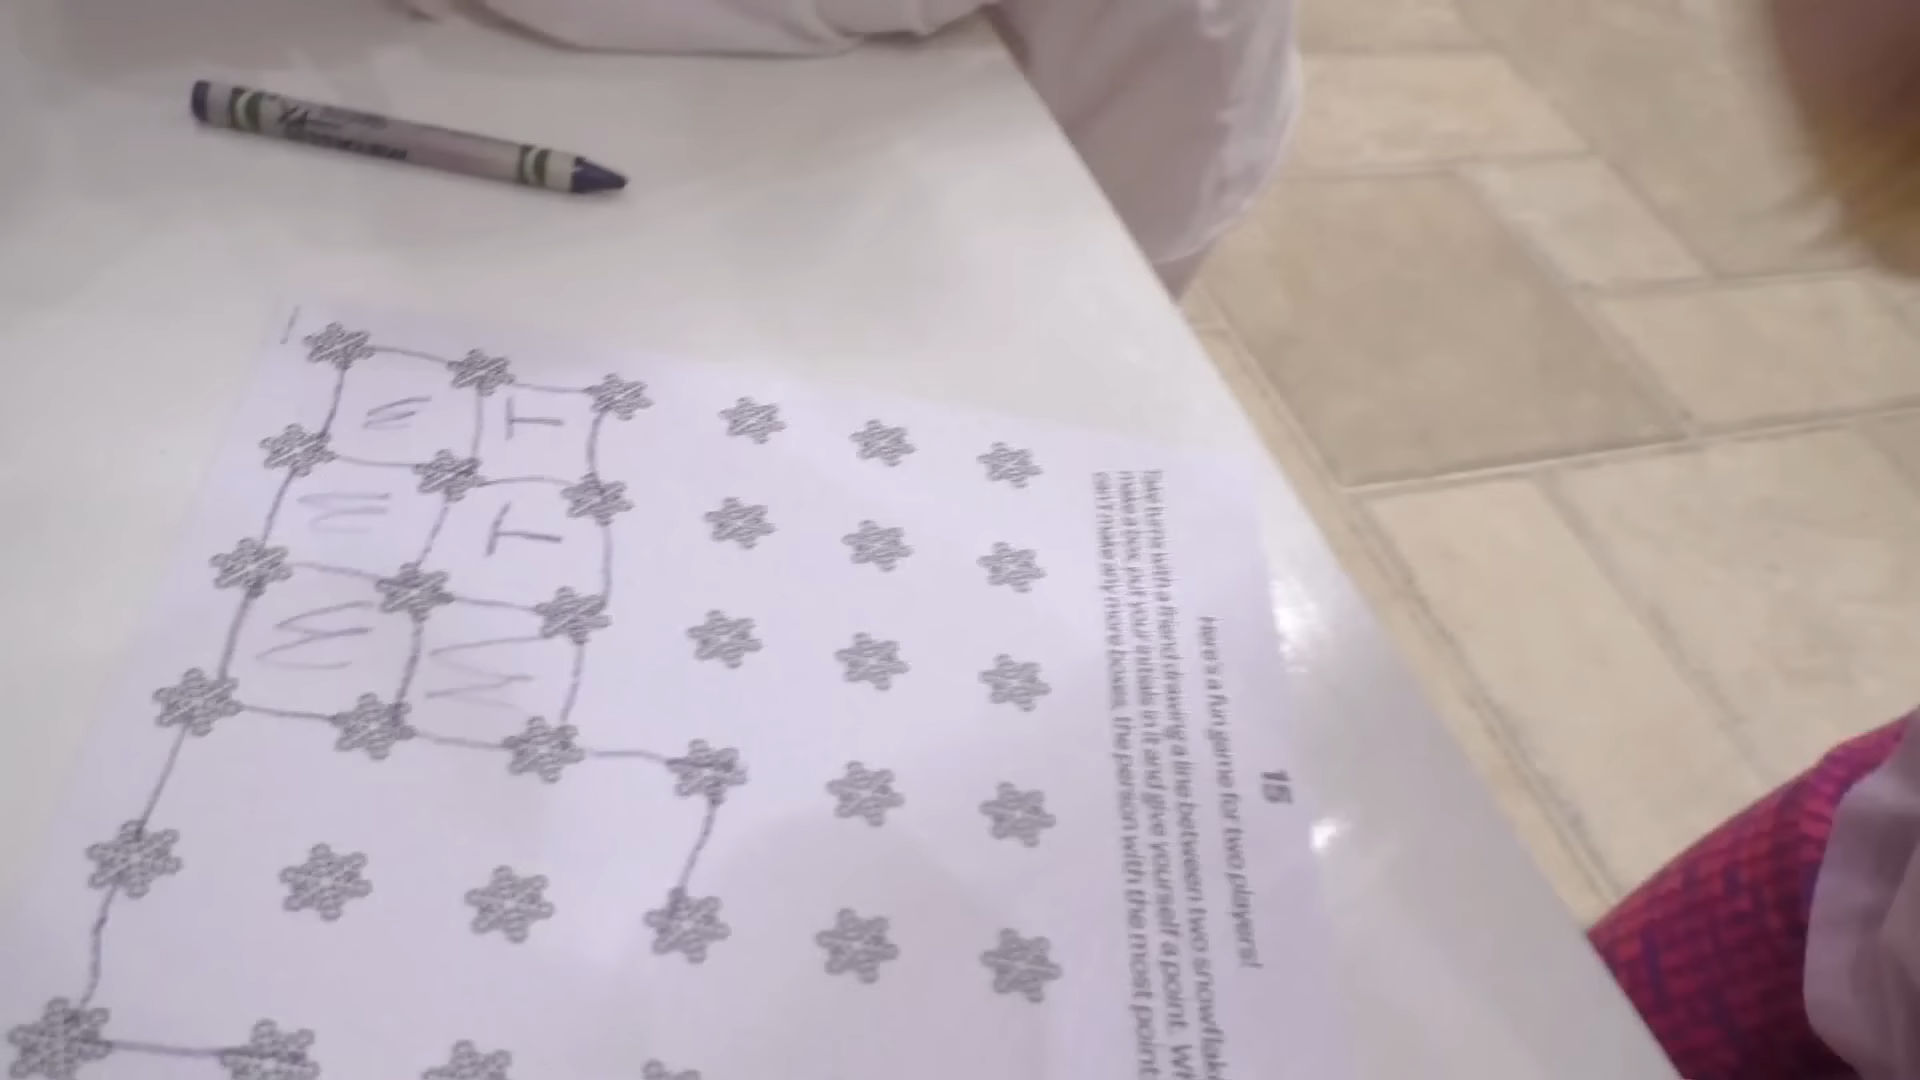 15
Here's a fun game for two players!
Take turns with a friend drawing a line between two snowflak
make a box, put your initials in it and give yourself a point. Wh
can't make any more boxes, the person with the most point
M
T
M
T
M
M